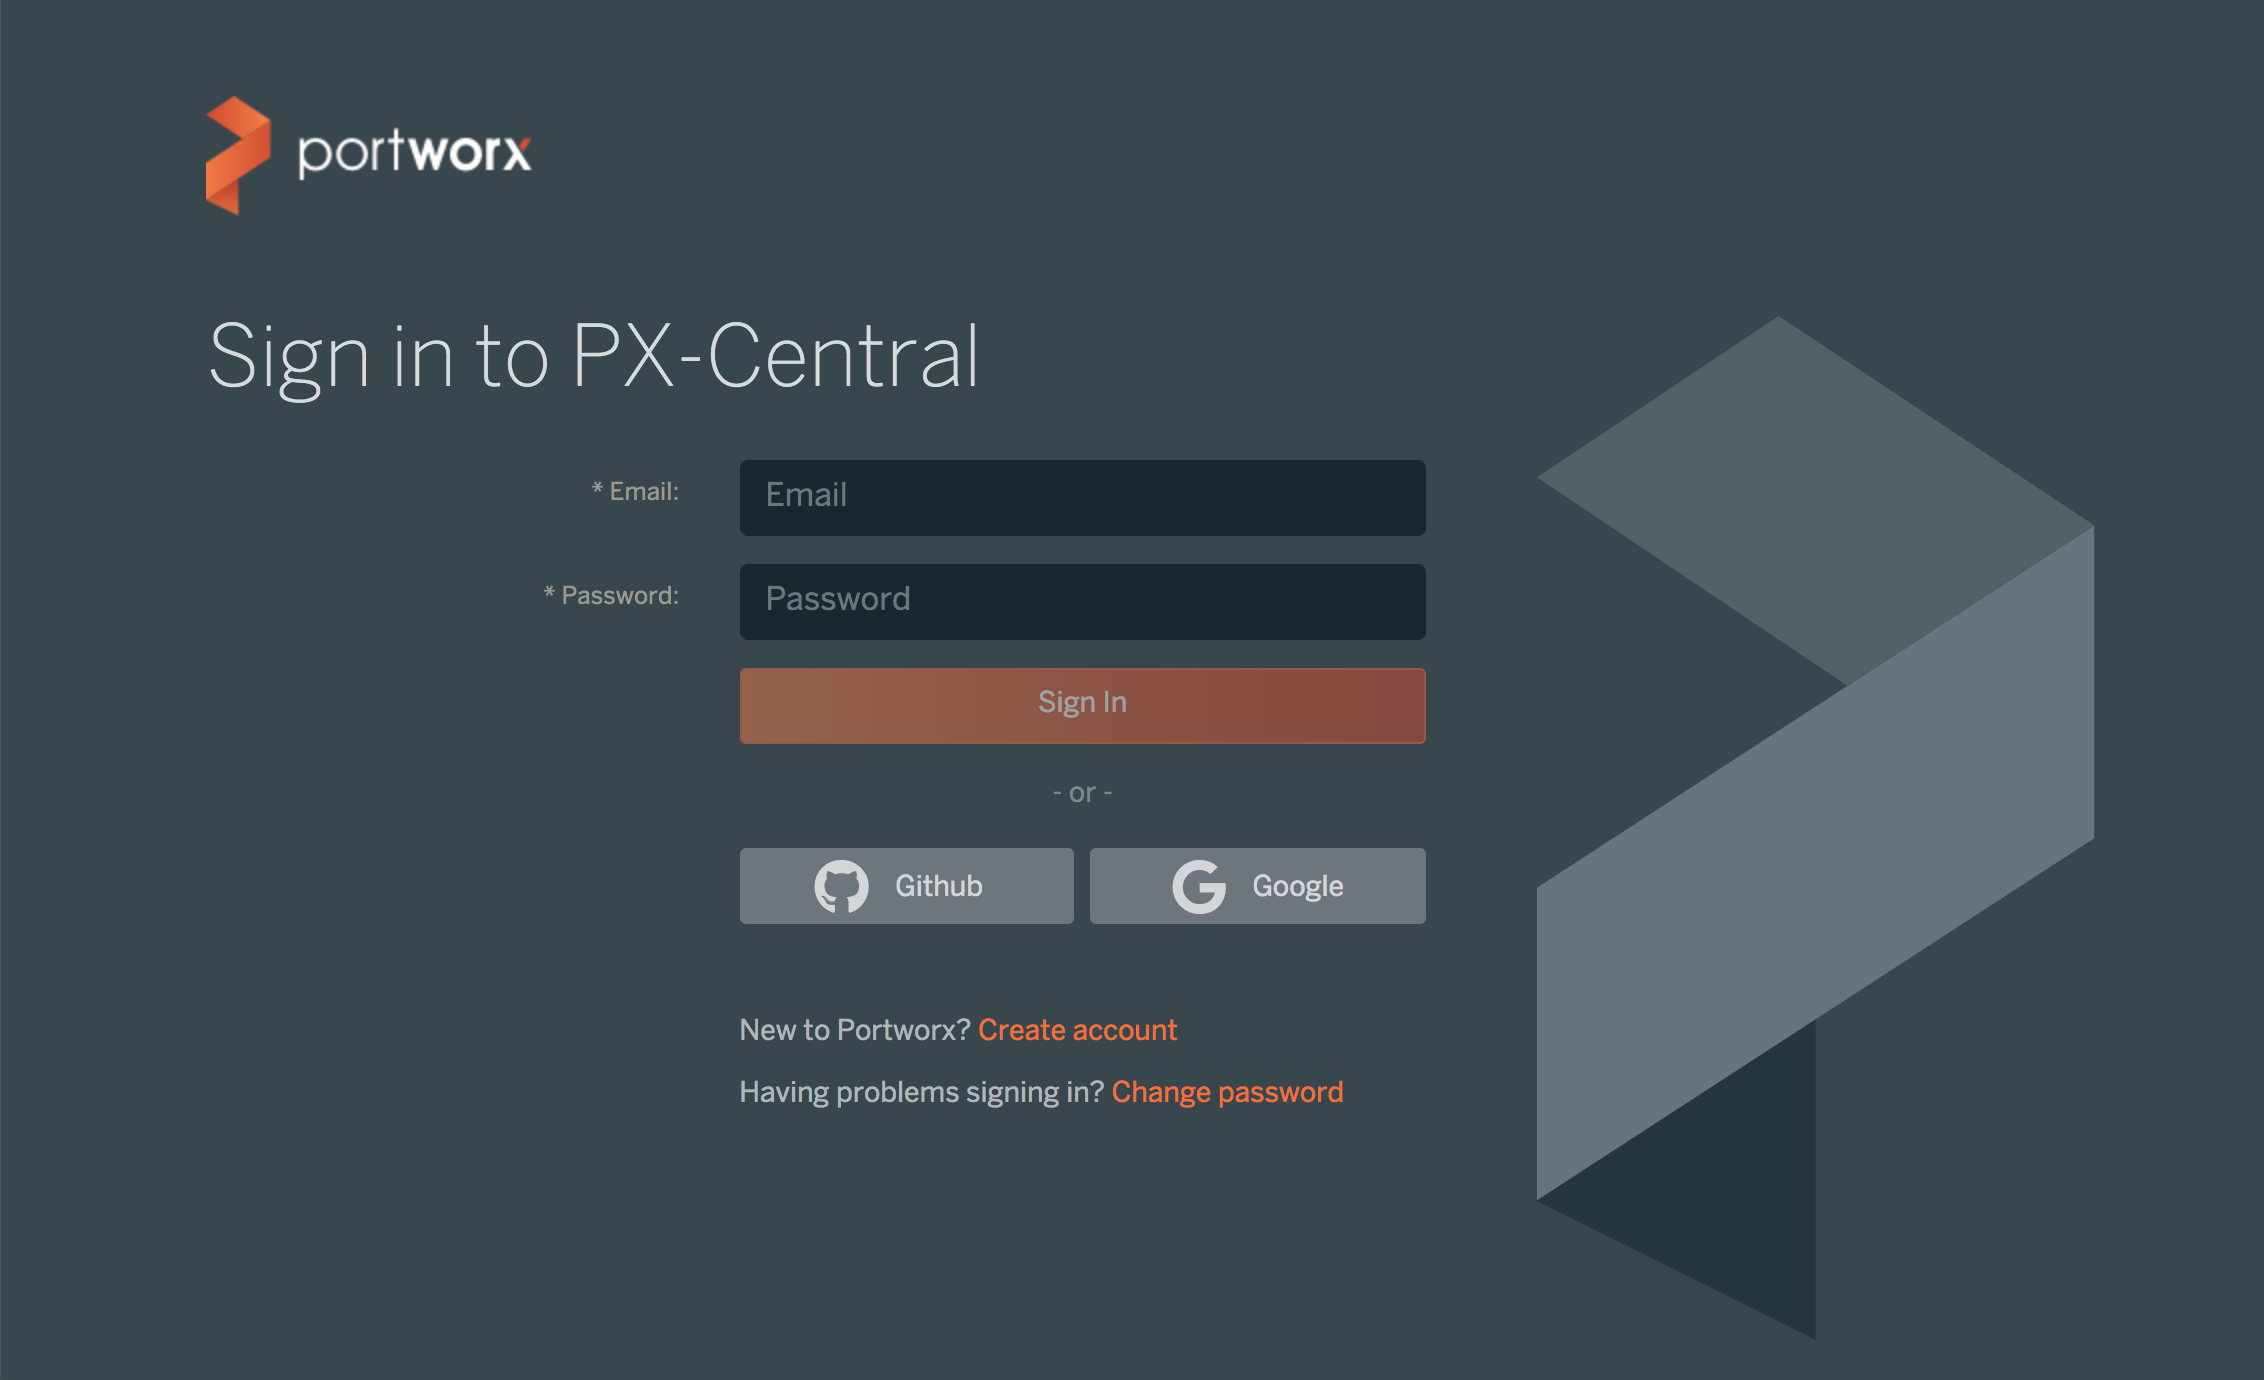 portworx
Sign in to PX-Central
* Email:
Email
* Password:
Password
Sign In
- or -
Github
Google
New to Portworx? Create account
Having problems signing in? Change password